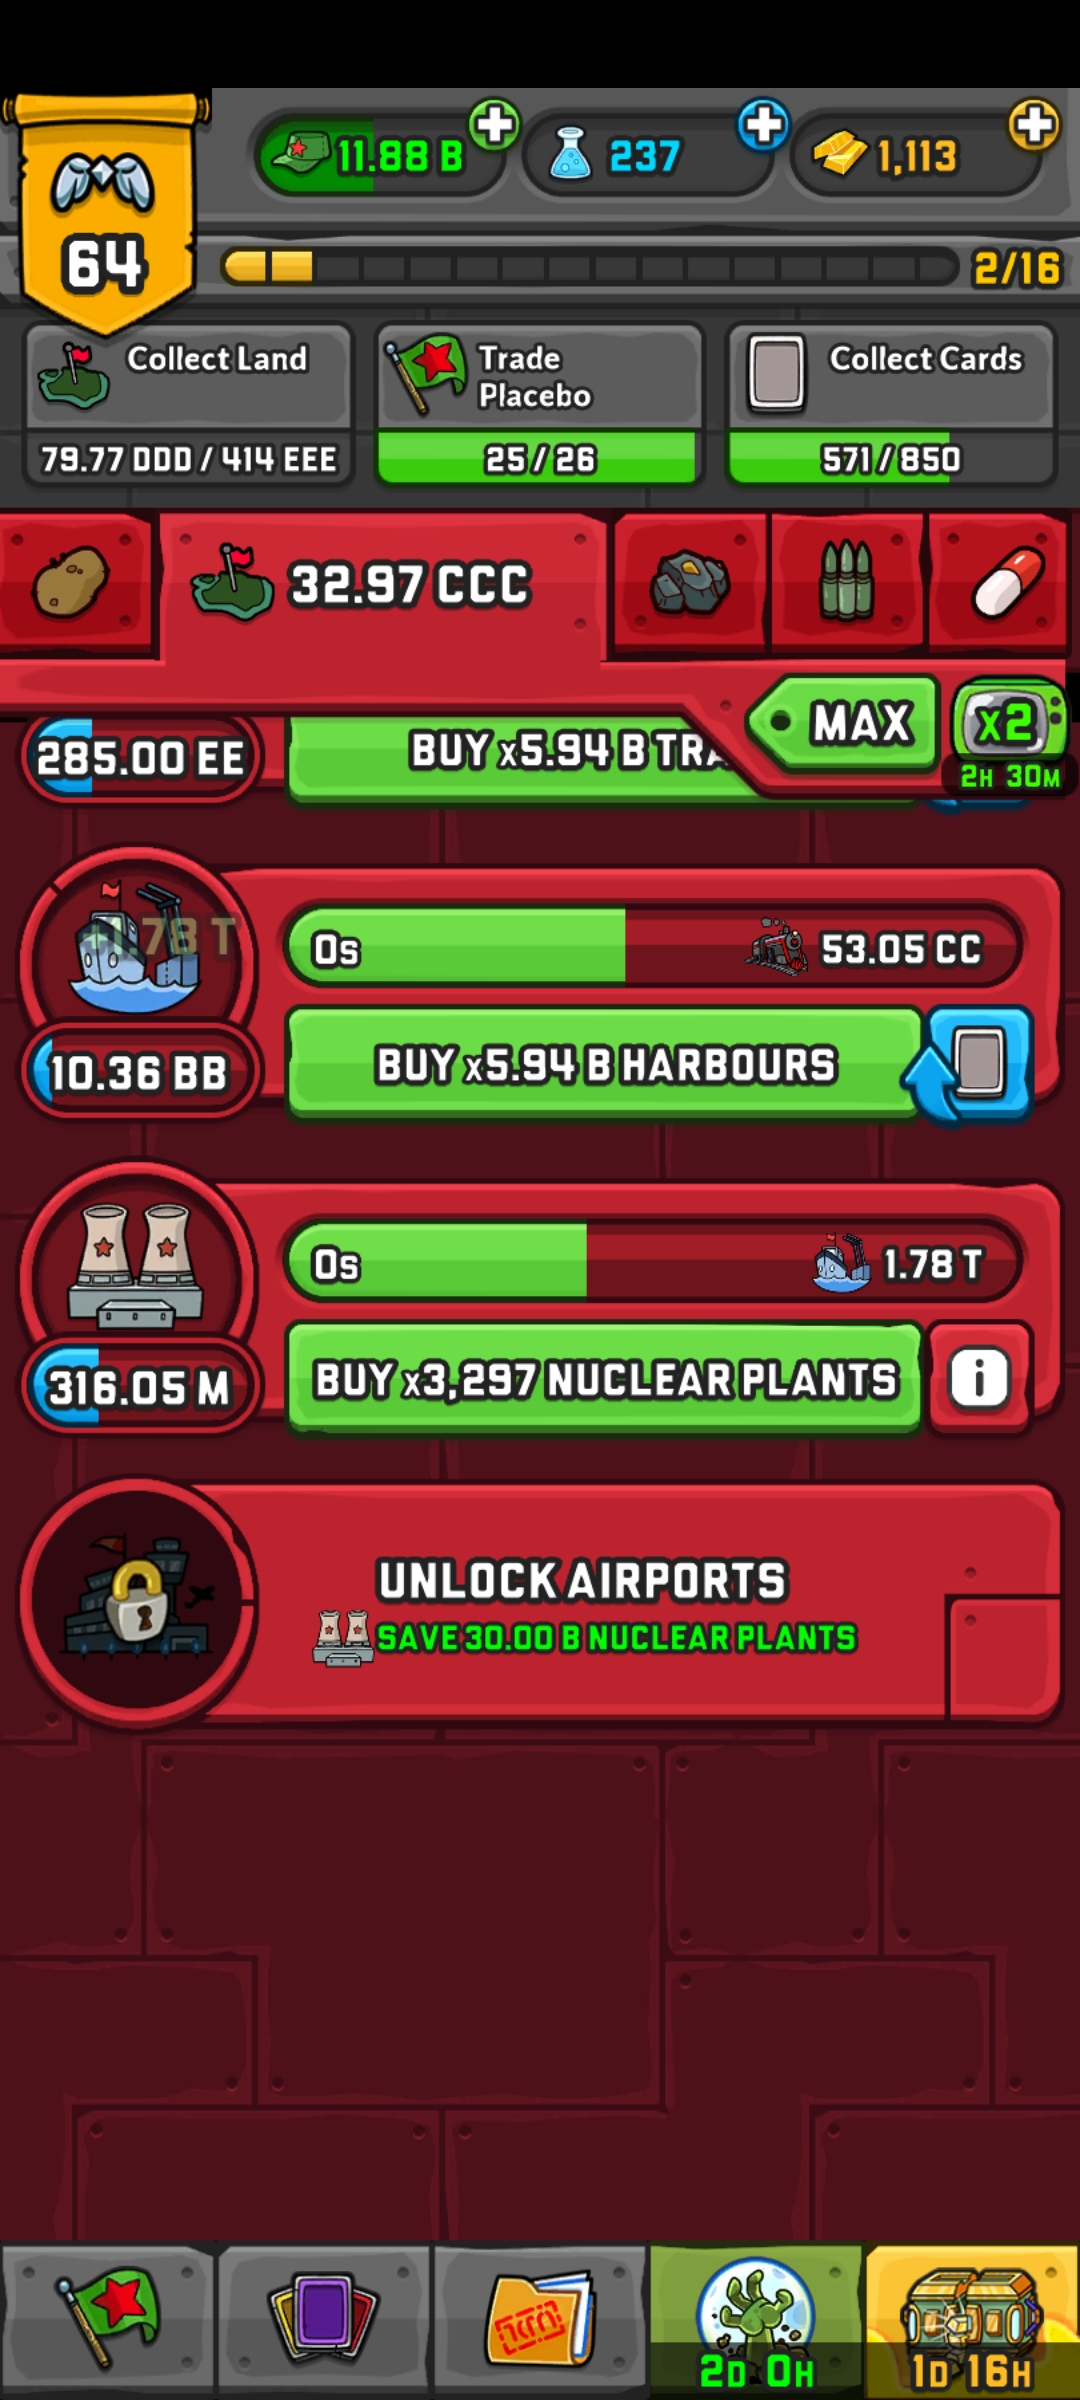 64
11.88 B
237
1,113
2/16
Collect Land
79.77 DDD / 414 EEE
Trade
Placebo
25 / 26
Collect Cards
571 / 850
32.97 CCC
MAX
x2
2H 30M
285.00 EE
BUY x5.94 B TRA
1.78 T
10.36 BB
0s
53.05 CC
BUY x5.94 B HARBOURS
316.05 M
0s
1.78 T
BUY x3,297 NUCLEAR PLANTS
i
UNLOCK AIRPORTS
SAVE 30.00 B NUCLEAR PLANTS
2D 0H
1D 16H